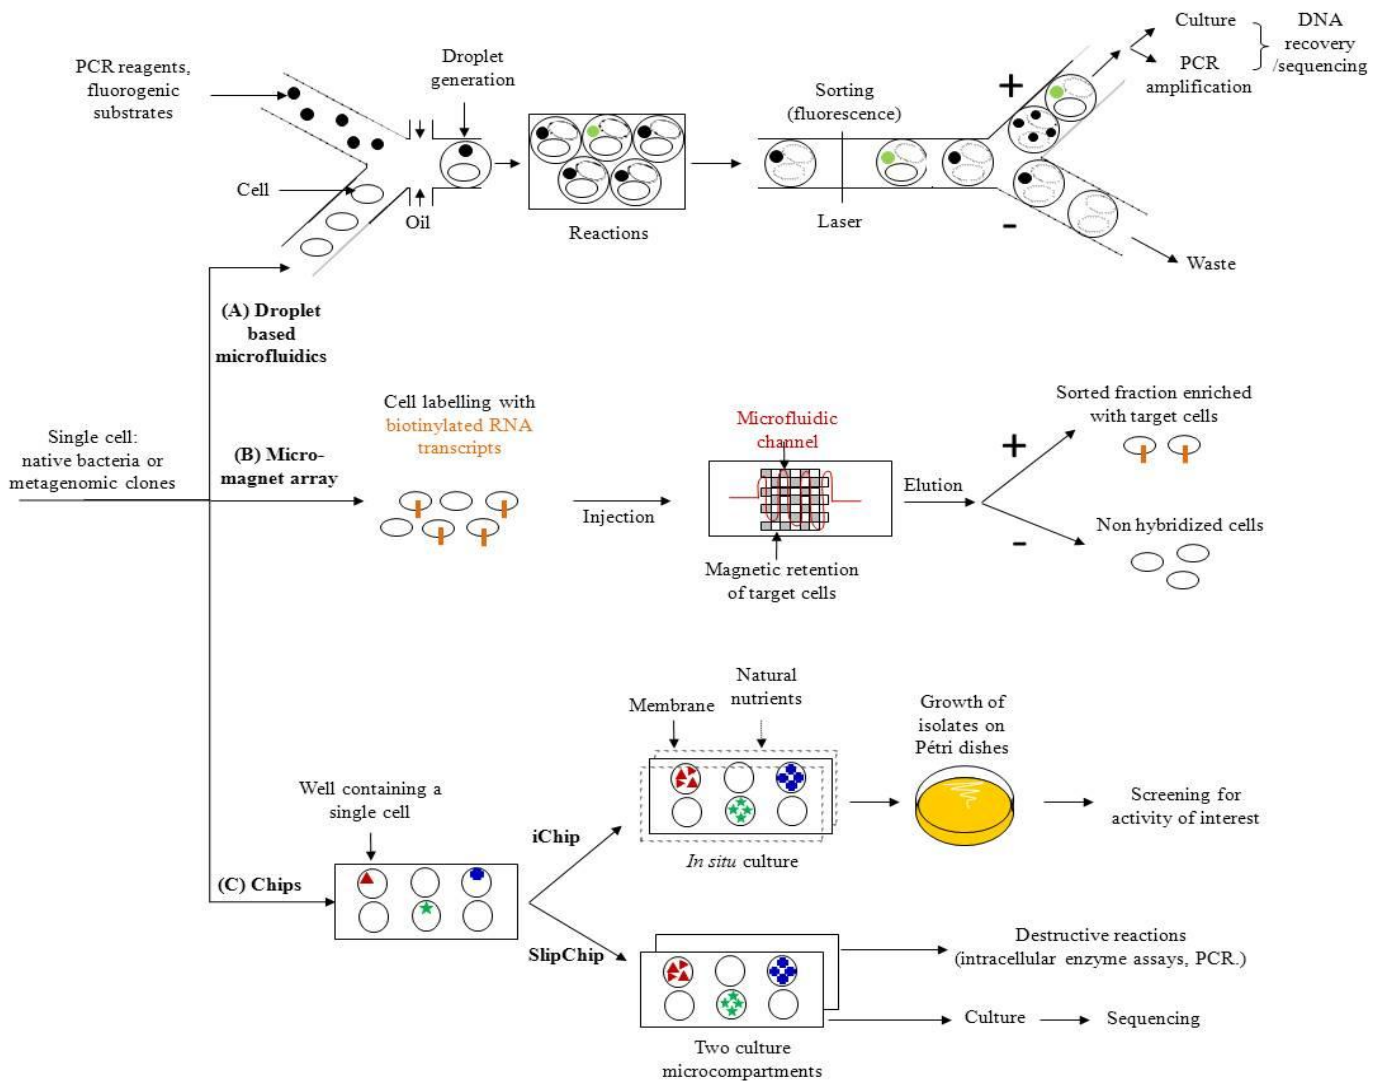 PCR reagents,
fluorogenic
substrates
Cell
Droplet
generation
Oil
Reactions
Sorting
(fluorescence)
Laser
+
-
Culture
PCR
amplification
DNA
recovery
/sequencing
Waste
(A) Droplet
based
microfluidics
Single cell:
native bacteria or
metagenomic clones
(B) Micro-
magnet array
Cell labelling with
biotinylated RNA
transcripts
Injection
Microfluidic
channel
Magnetic retention
of target cells
Elution
+
-
Sorted fraction enriched
with target cells
Non hybridized cells
(C) Chips
Well containing a
single cell
iChip
SlipChip
Membrane
Natural
nutrients
In situ culture
Growth of
isolates on
Pétri dishes
Screening for
activity of interest
Two culture
microcompartments
Destructive reactions
(intracellular enzyme assays, PCR.)
Culture
Sequencing